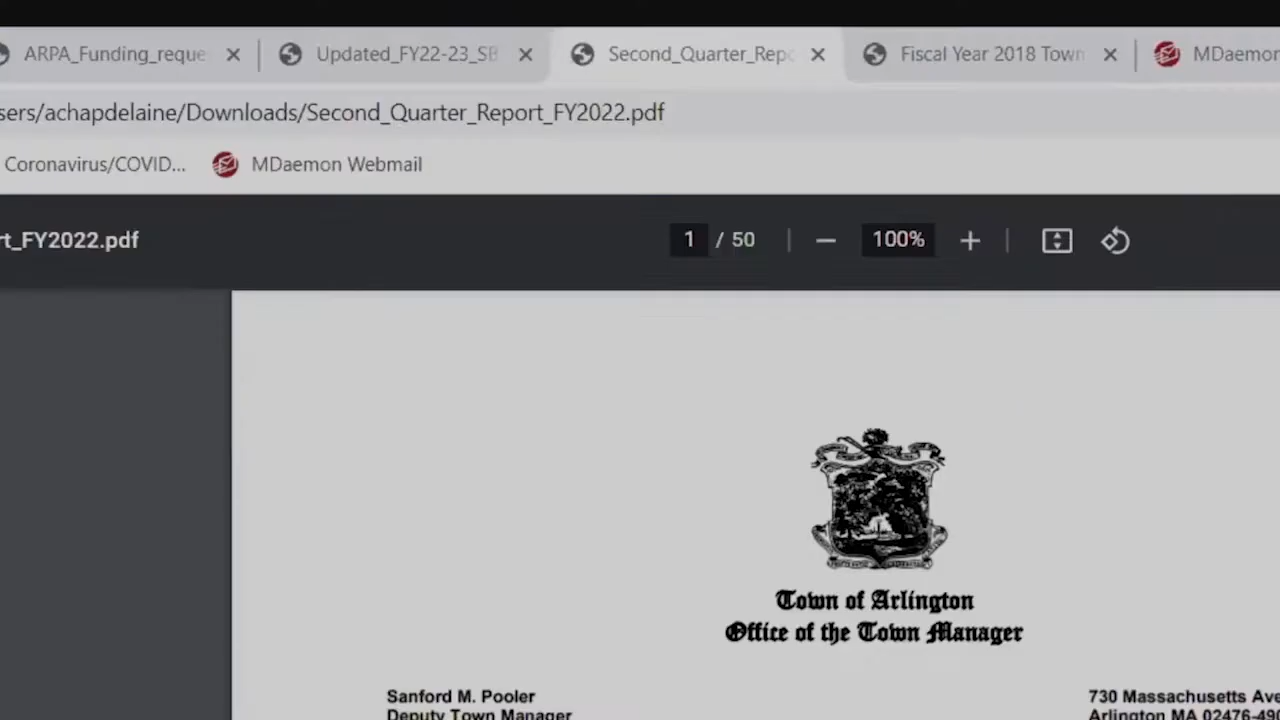 ARPA_Funding_reque
Updated_FY22-23_SB
Second_Quarter_Repo
Fiscal Year 2018 Town
MDaemon
sers/achapdelaine/Downloads/Second_Quarter_Report_FY2022.pdf
Coronavirus/COVID...
MDaemon Webmail
rt_FY2022.pdf
1 / 50
100%
Town of Arlington
Office of the Town Manager
Sanford M. Pooler
730 Massachusetts Ave
Deputy Town Manager
Arlington MA 02476-490